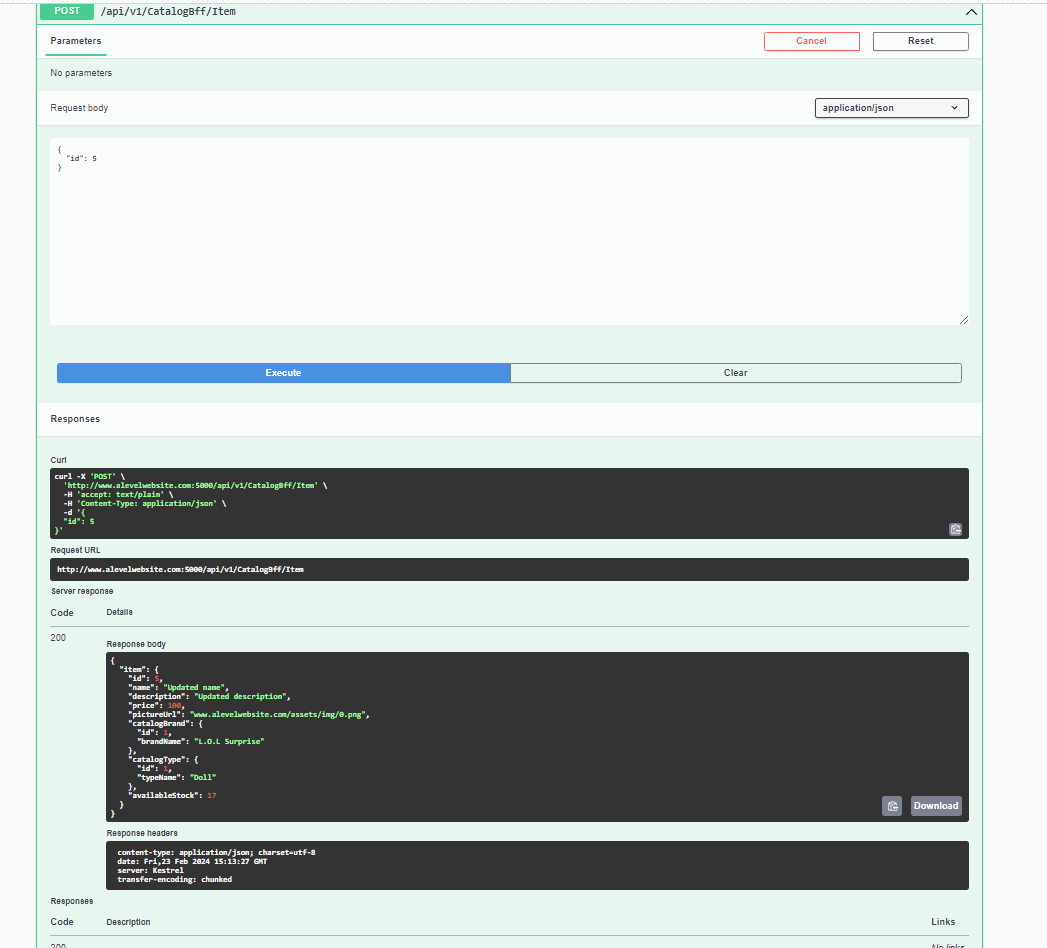 POST /api/v1/CatalogBff/Item
Parameters
Cancel
Reset
No parameters
Request body
application/json
{
  "id": 5
}
Execute
Clear
Responses
Curl
curl -X 'POST' \
  'http://www.alevelwebsite.com:5000/api/v1/CatalogBff/Item' \
  -H 'accept: text/plain' \
  -H 'Content-Type: application/json' \
  -d '{
  "id": 5
}'
Request URL
http://www.alevelwebsite.com:5000/api/v1/CatalogBff/Item
Server response
Code Details
200
Response body
{
  "item": {
    "id": 5,
    "name": "Updated name",
    "description": "Updated description",
    "price": 100,
    "pictureUrl": "www.alevelwebsite.com/assets/img/0.png",
    "catalogBrand": {
      "id": 1,
      "brandName": "L.O.L Surprise"
    },
    "catalogType": {
      "id": 1,
      "typeName": "Doll"
    },
    "availableStock": 17
  }
}
Download
Response headers
content-type: application/json; charset=utf-8
date: Fri,23 Feb 2024 15:13:27 GMT
server: Kestrel
transfer-encoding: chunked
Responses
Code Description Links
200 No links